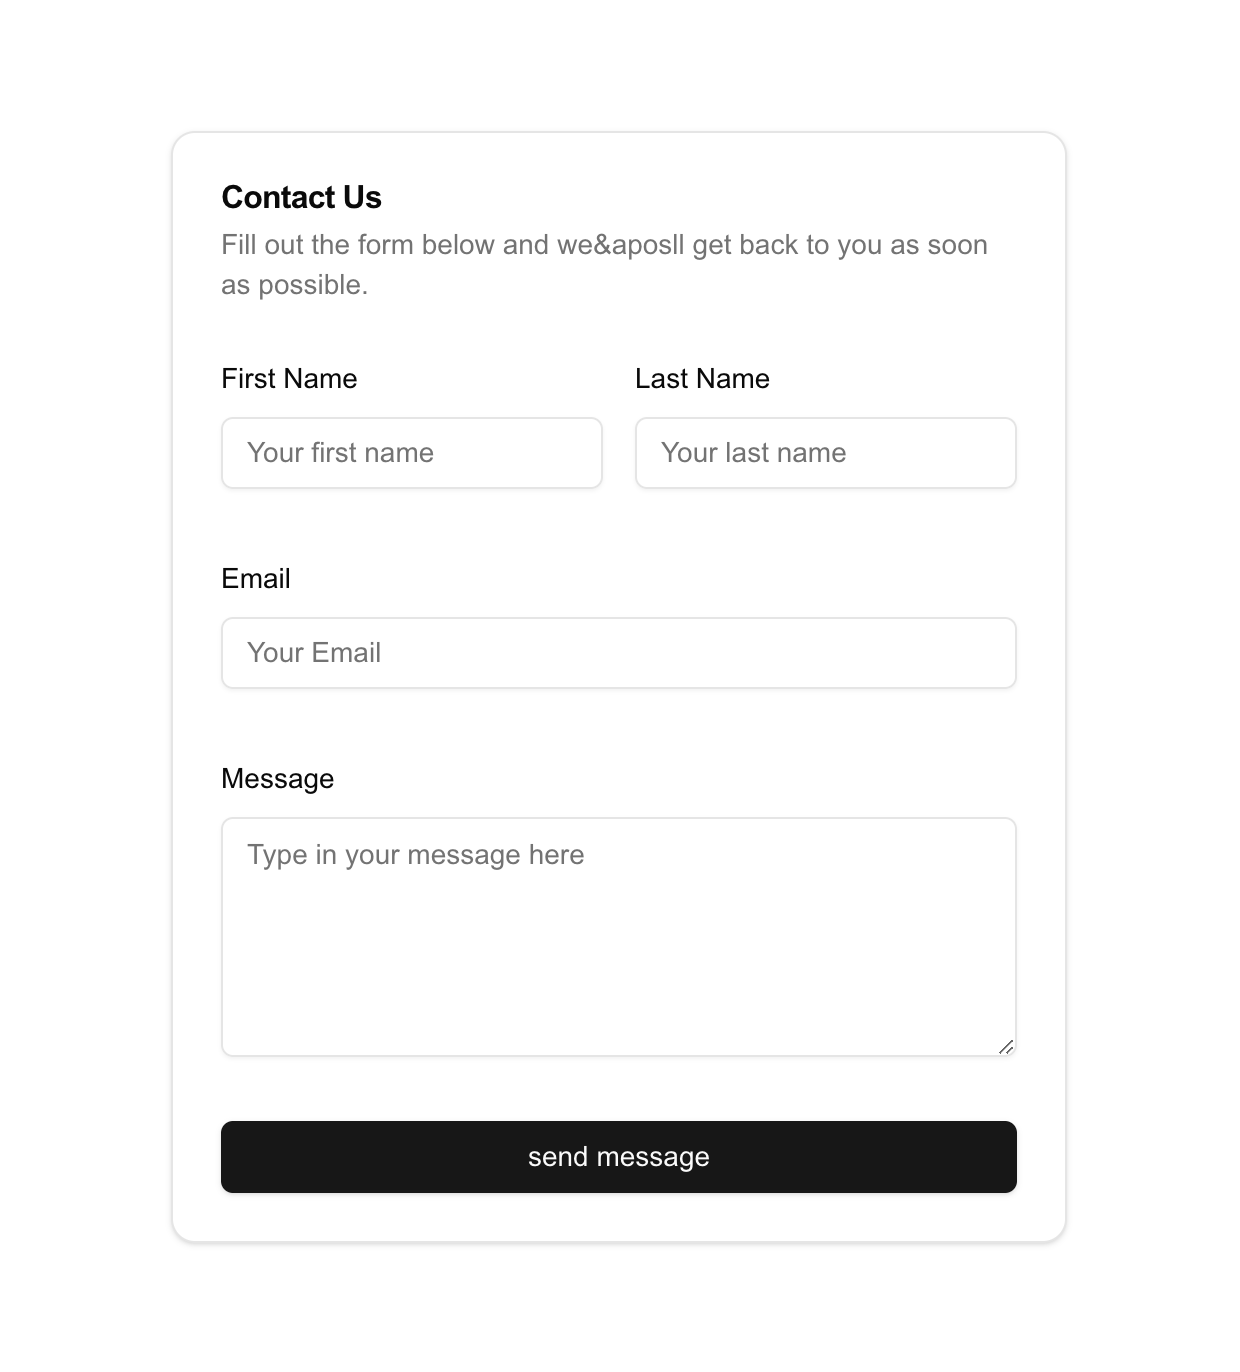 Contact Us
Fill out the form below and we&aposll get back to you as soon
as possible.
First Name
Last Name
Your first name
Your last name
Email
Your Email
Message
Type in your message here
send message